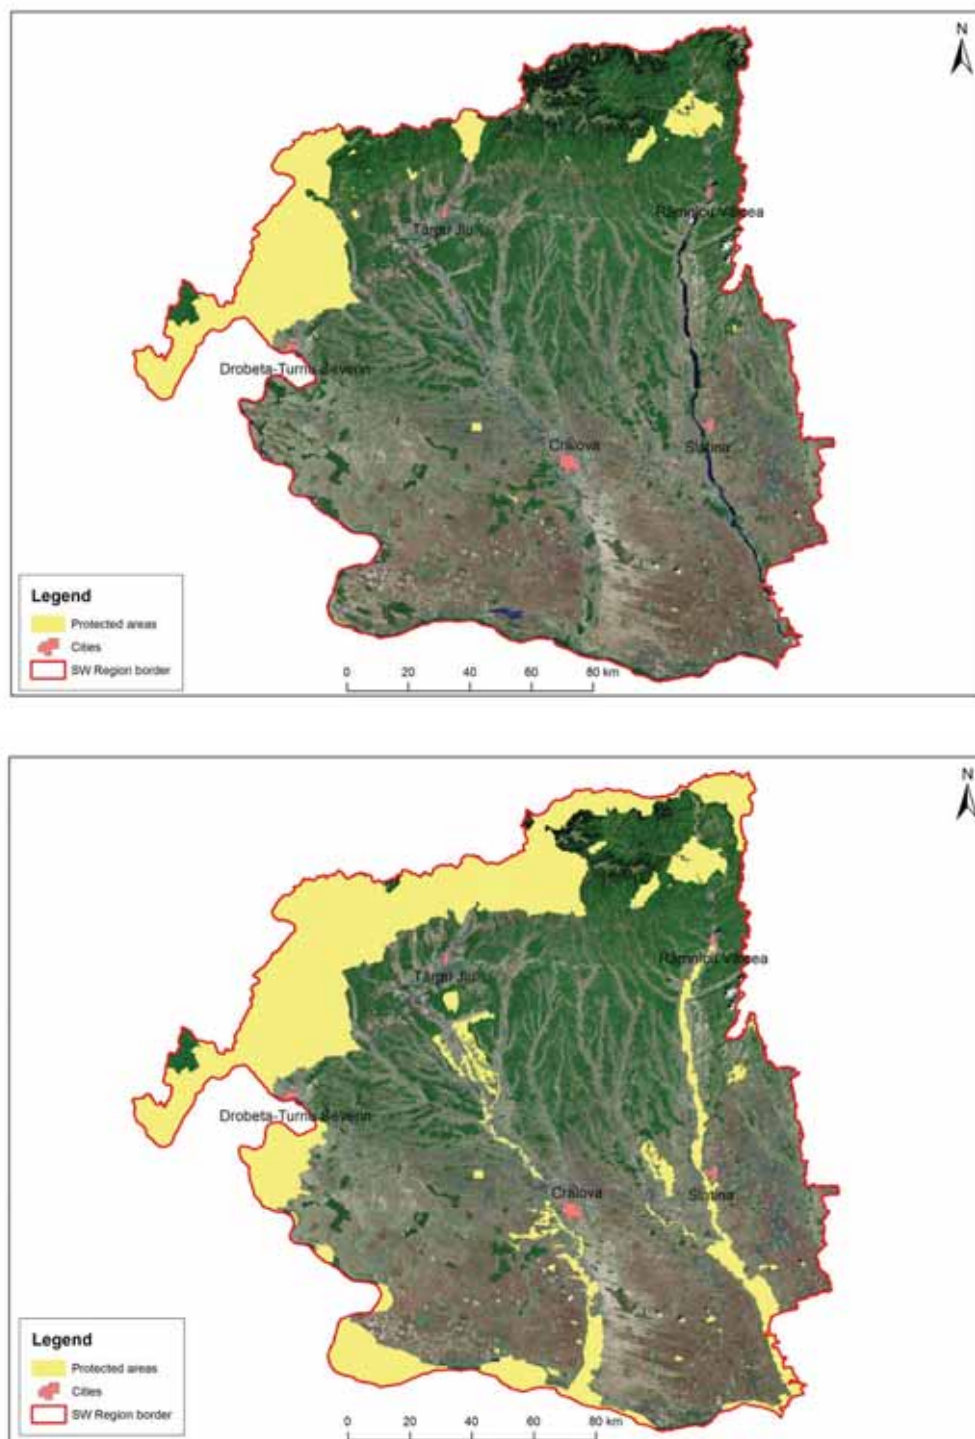 N
Râmnicu Vâlcea
Târgu Jiu
Drobeta-Turnu Severin
Craiova
Slatina
Legend
Protected areas
Cities
SW Region border
0 20 40 60 80 km
N
Râmnicu Vâlcea
Târgu Jiu
Drobeta-Turnu Severin
Craiova
Slatina
Legend
Protected areas
Cities
SW Region border
0 20 40 60 80 km